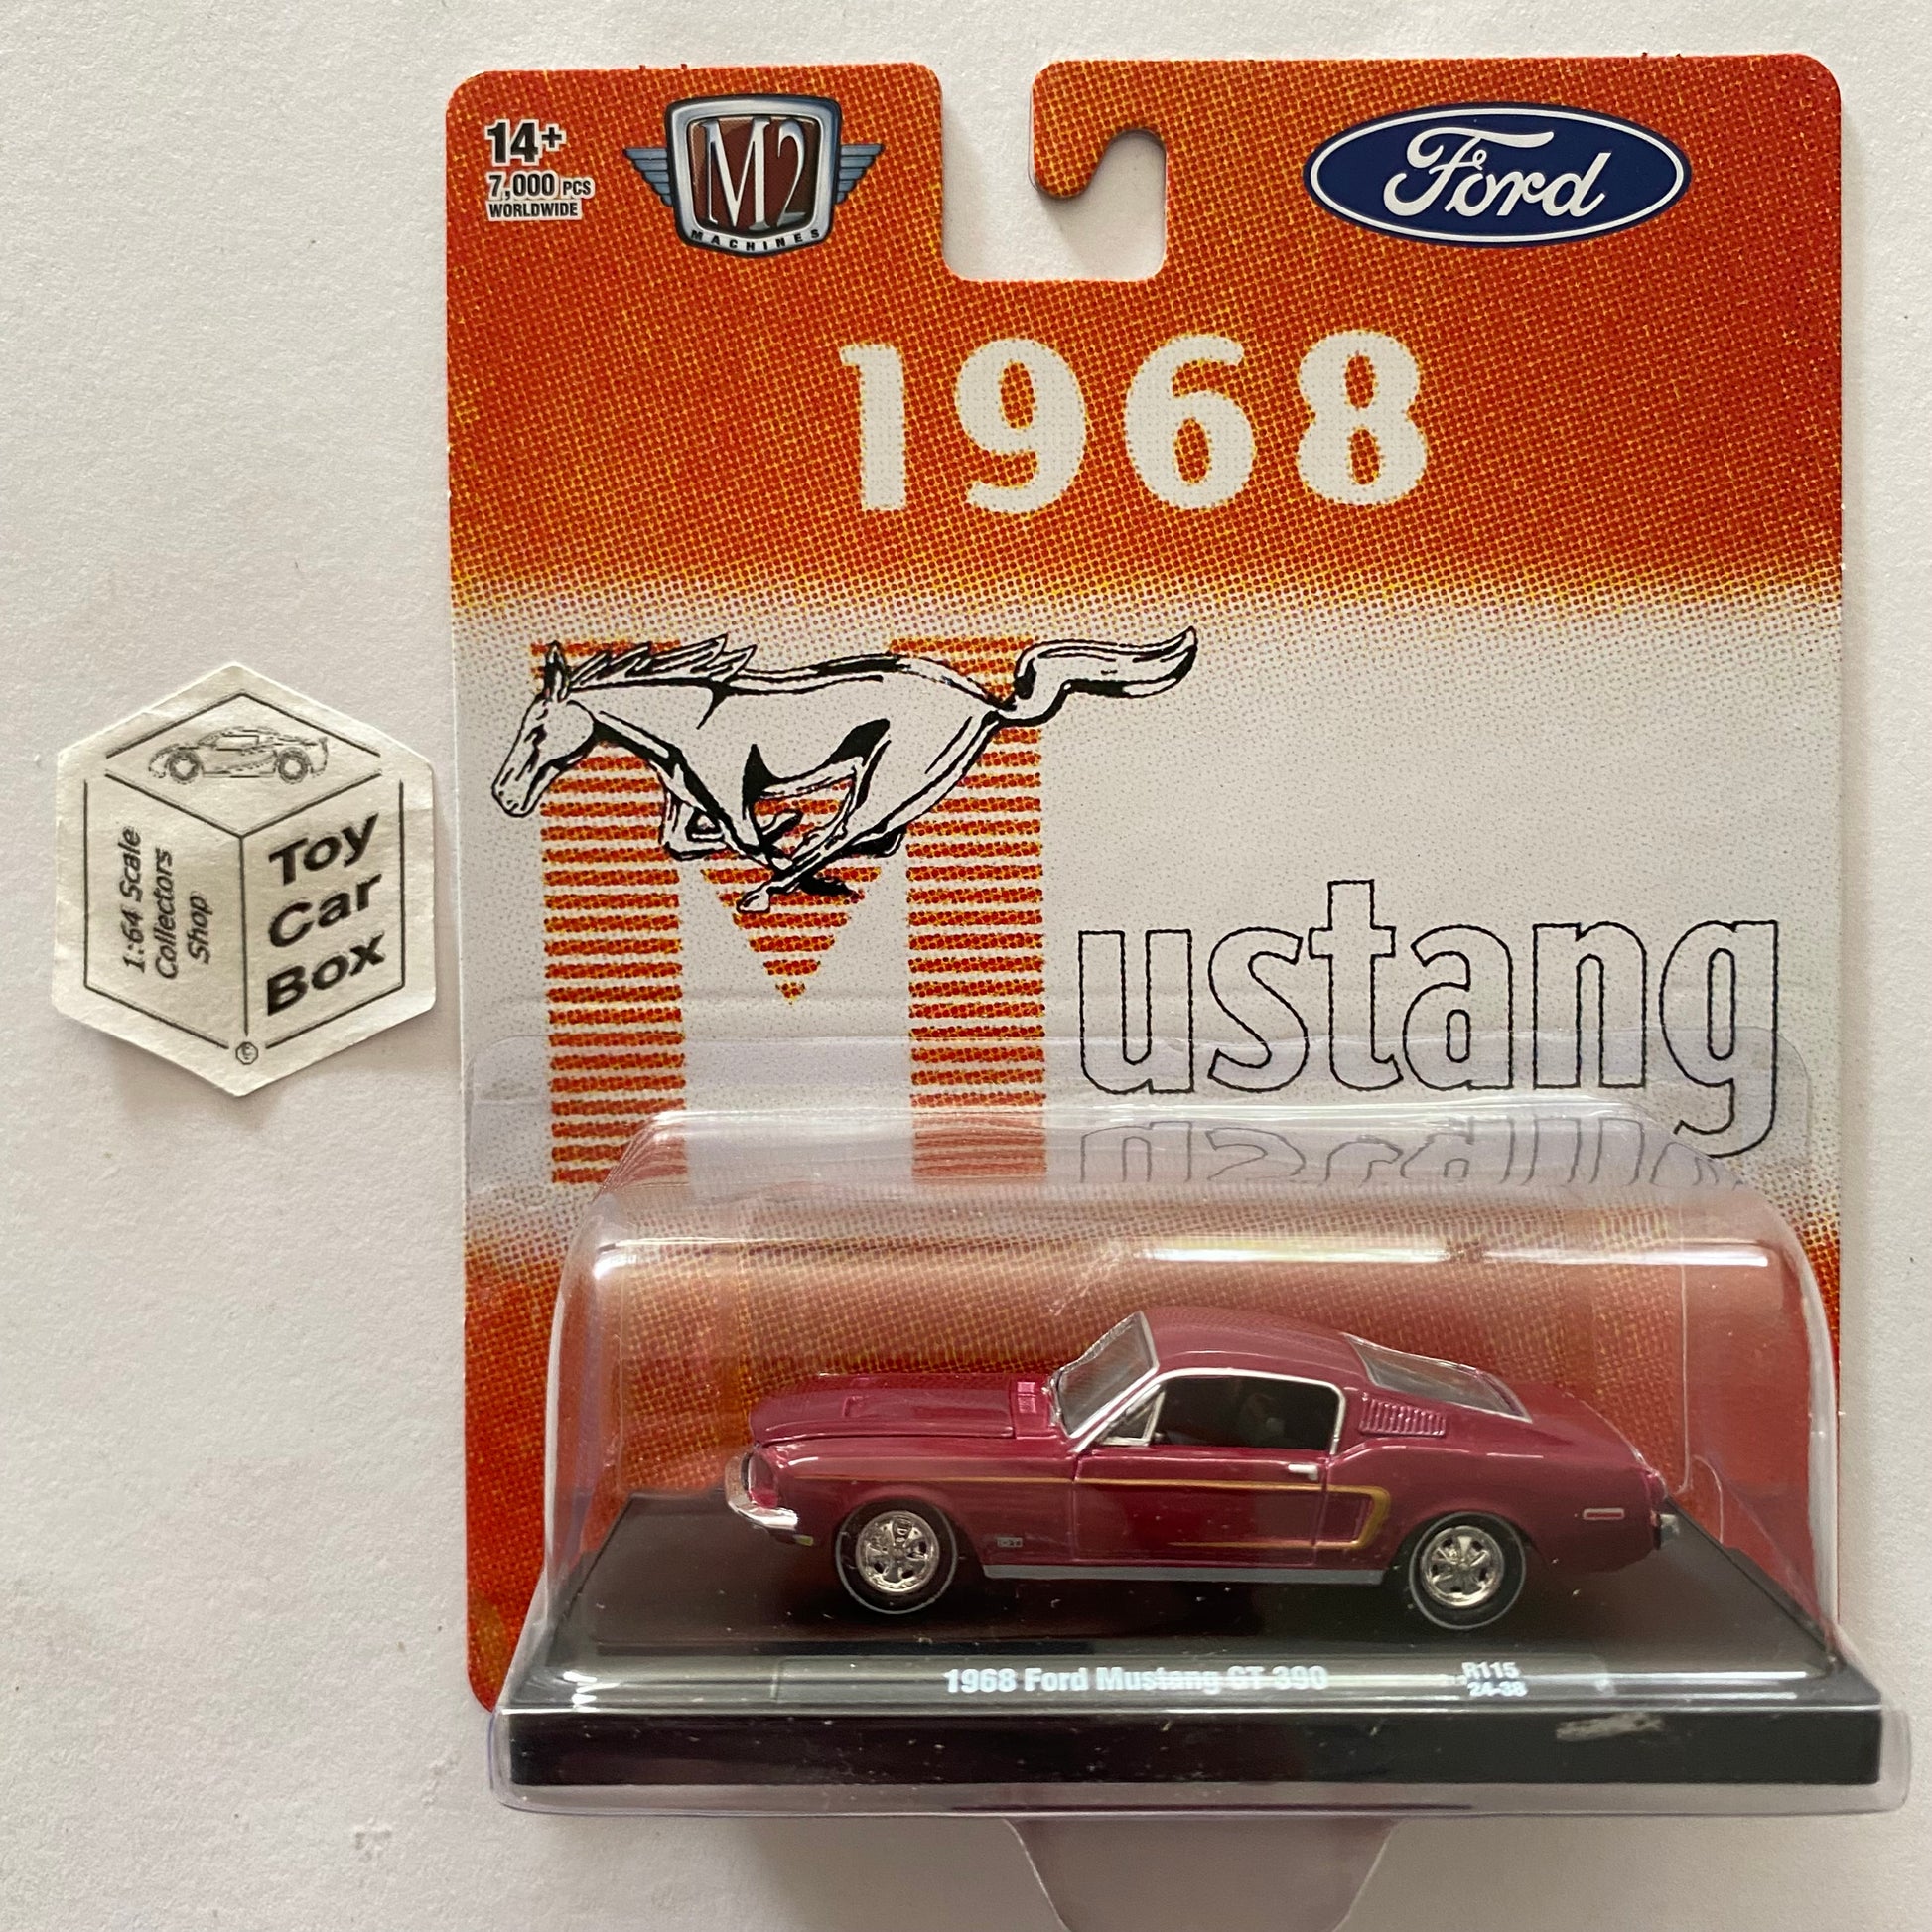 14+
7,000 PCS
WORLDWIDE
M2
MACHINES
Ford
1968
Mustang
1:64 Scale
Collectors
Shop
Toy
Car
Box
1968 Ford Mustang GT 390
R115
24-38
GT